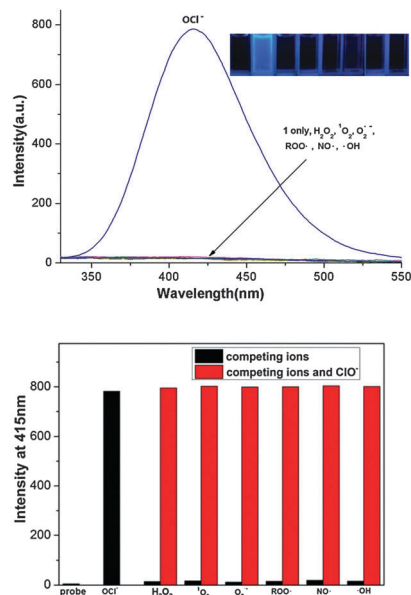 OCl⁻
800
600
400
200
0
Intensity(a.u.)
1 only, H₂O₂, ¹O₂, O₂·⁻,
ROO· , NO· , ·OH
350 400 450 500 550
Wavelength(nm)
competing ions
competing ions and ClO⁻
800
600
400
200
0
Intensity at 415nm
probe OCl⁻ H₂O₂ ¹O₂ O₂·⁻ ROO· NO· ·OH